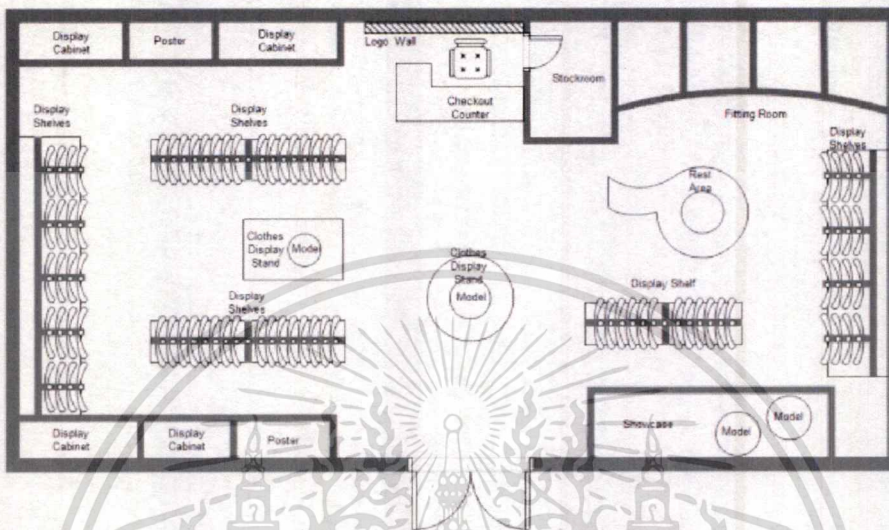 Display
Cabinet
Poster
Display
Cabinet
Logo Wall
Checkout
Counter
Stockroom
Fitting Room
Display
Shelves
Display
Shelves
Display
Shelves
Rest
Area
Clothes
Display
Stand
Model
Clothes
Display
Stand
Model
Display
Shelves
Display Shelf
Display
Cabinet
Display
Cabinet
Poster
Showcase
Model
Model